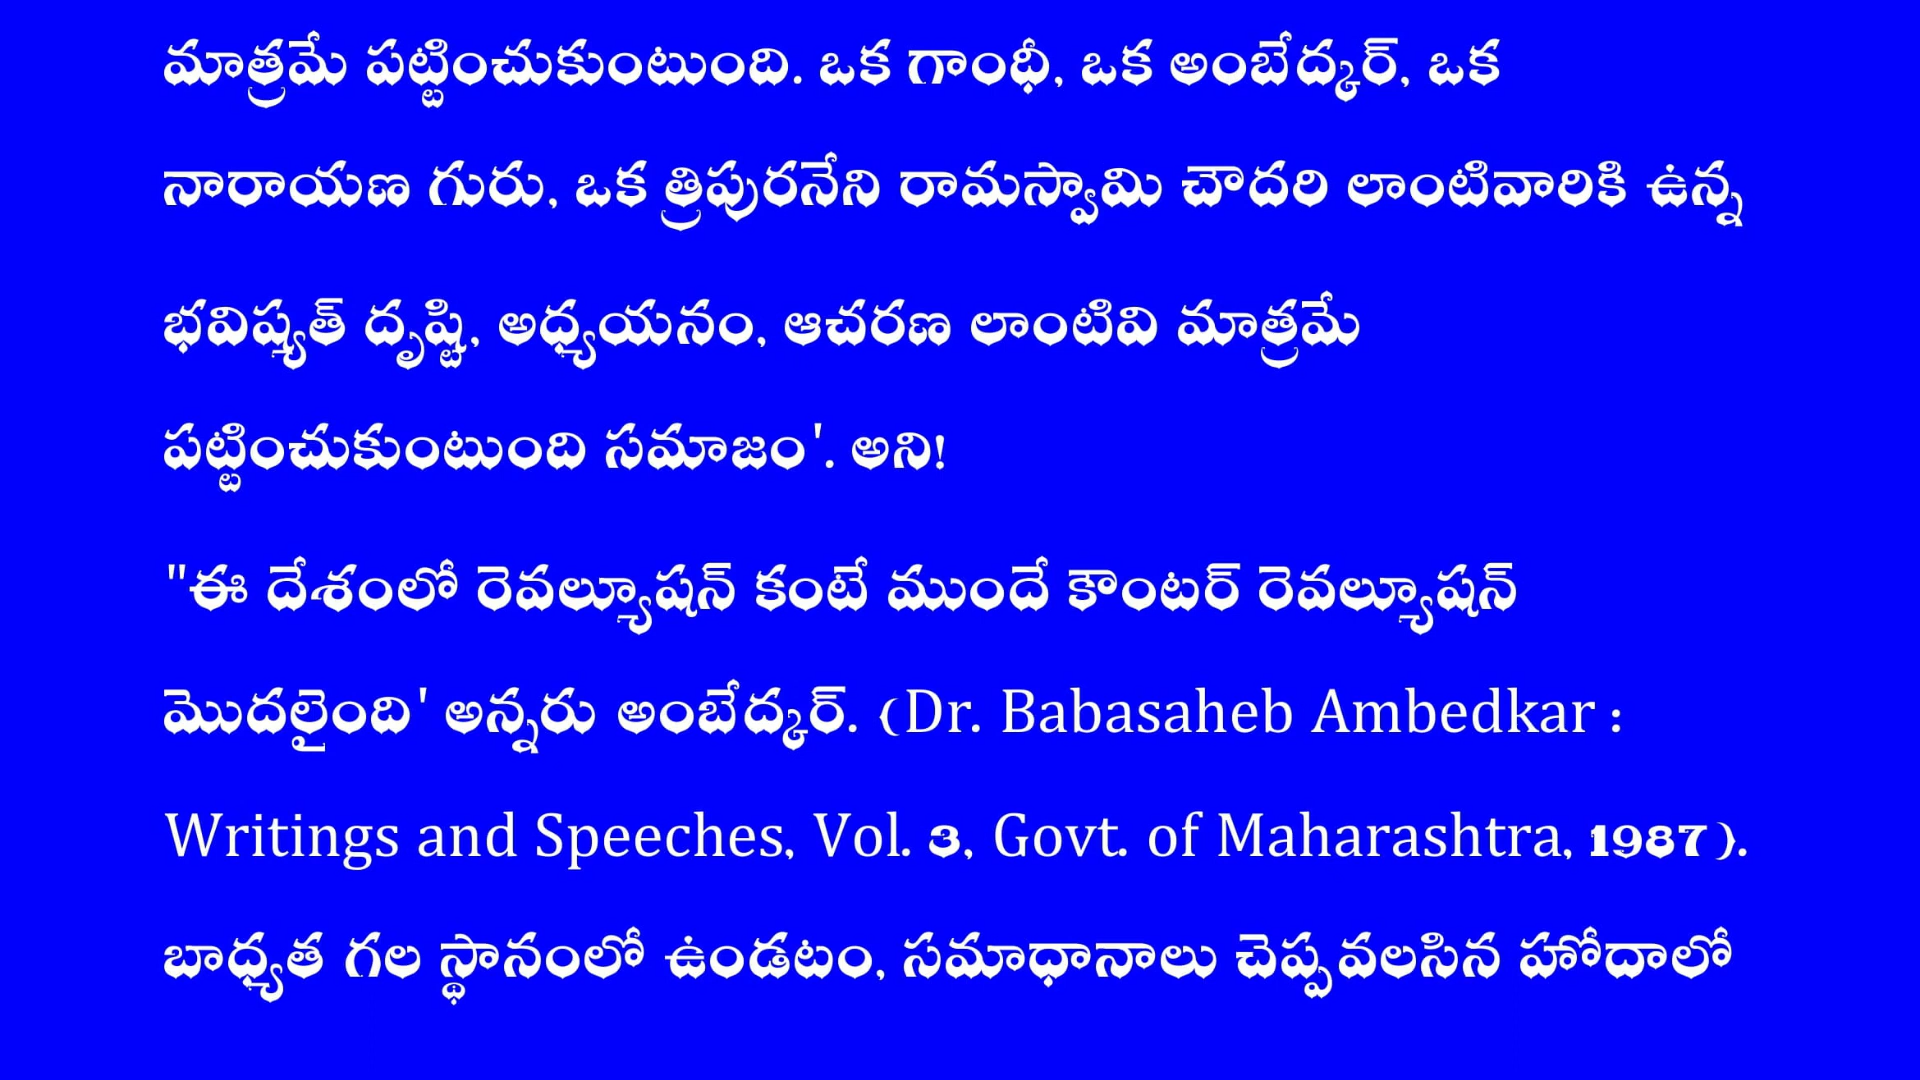 మాత్రమే పట్టించుకుంటుంది. ఒక గాంధీ, ఒక అంబేద్కర్, ఒక
నారాయణ గురు, ఒక త్రిపురనేని రామస్వామి చౌదరి లాంటివారికి ఉన్న
భవిష్యత్ దృష్టి, అధ్యయనం, ఆచరణ లాంటివి మాత్రమే
పట్టించుకుంటుంది సమాజం'. అని!
"ఈ దేశంలో రెవల్యూషన్ కంటే ముందే కౌంటర్ రెవల్యూషన్
మొదలైంది' అన్నరు అంబేద్కర్. (Dr. Babasaheb Ambedkar :
Writings and Speeches, Vol. 3, Govt. of Maharashtra, 1987).
బాధ్యత గల స్థానంలో ఉండటం, సమాధానాలు చెప్పవలసిన హోదాలో